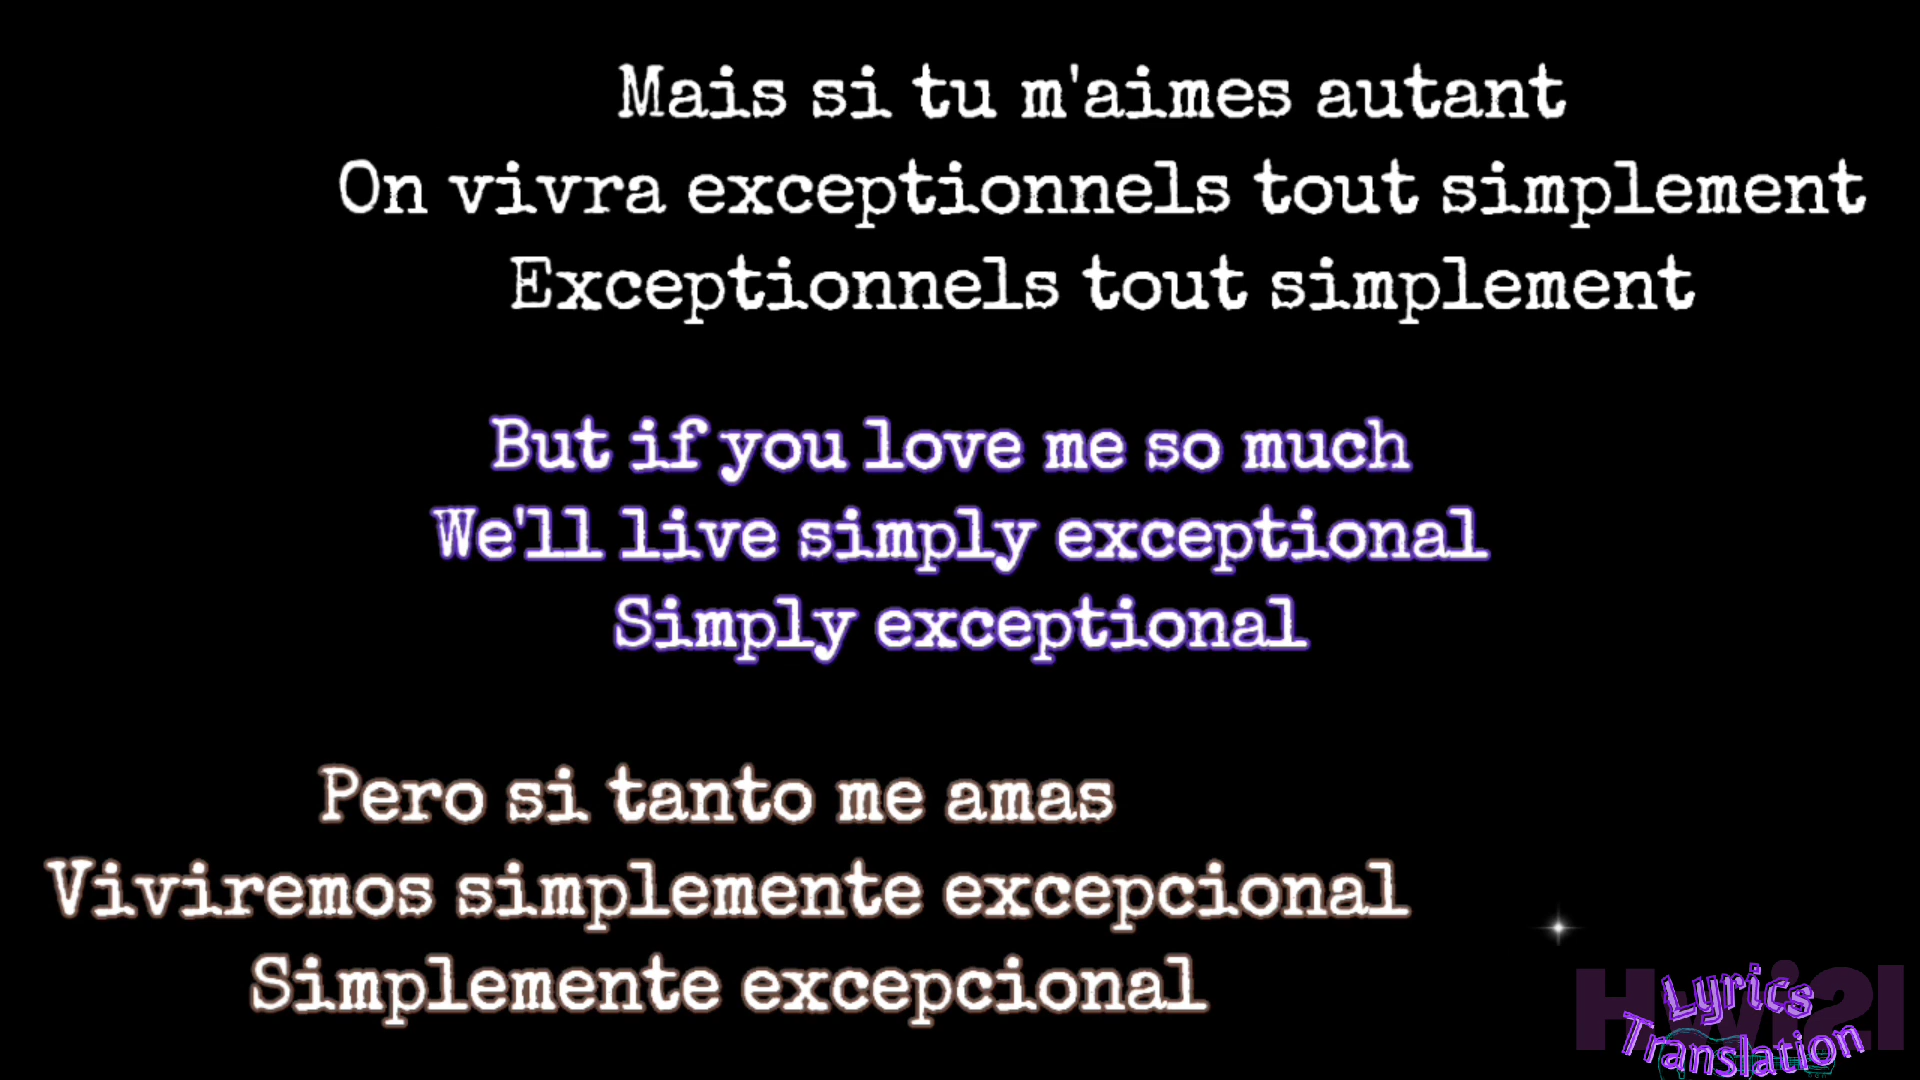 Mais si tu m'aimes autant
On vivra exceptionnels tout simplement
Exceptionnels tout simplement
But if you love me so much
We'll live simply exceptional
Simply exceptional
Pero si tanto me amas
Viviremos simplemente excepcional
Simplemente excepcional
Lyrics
Translation